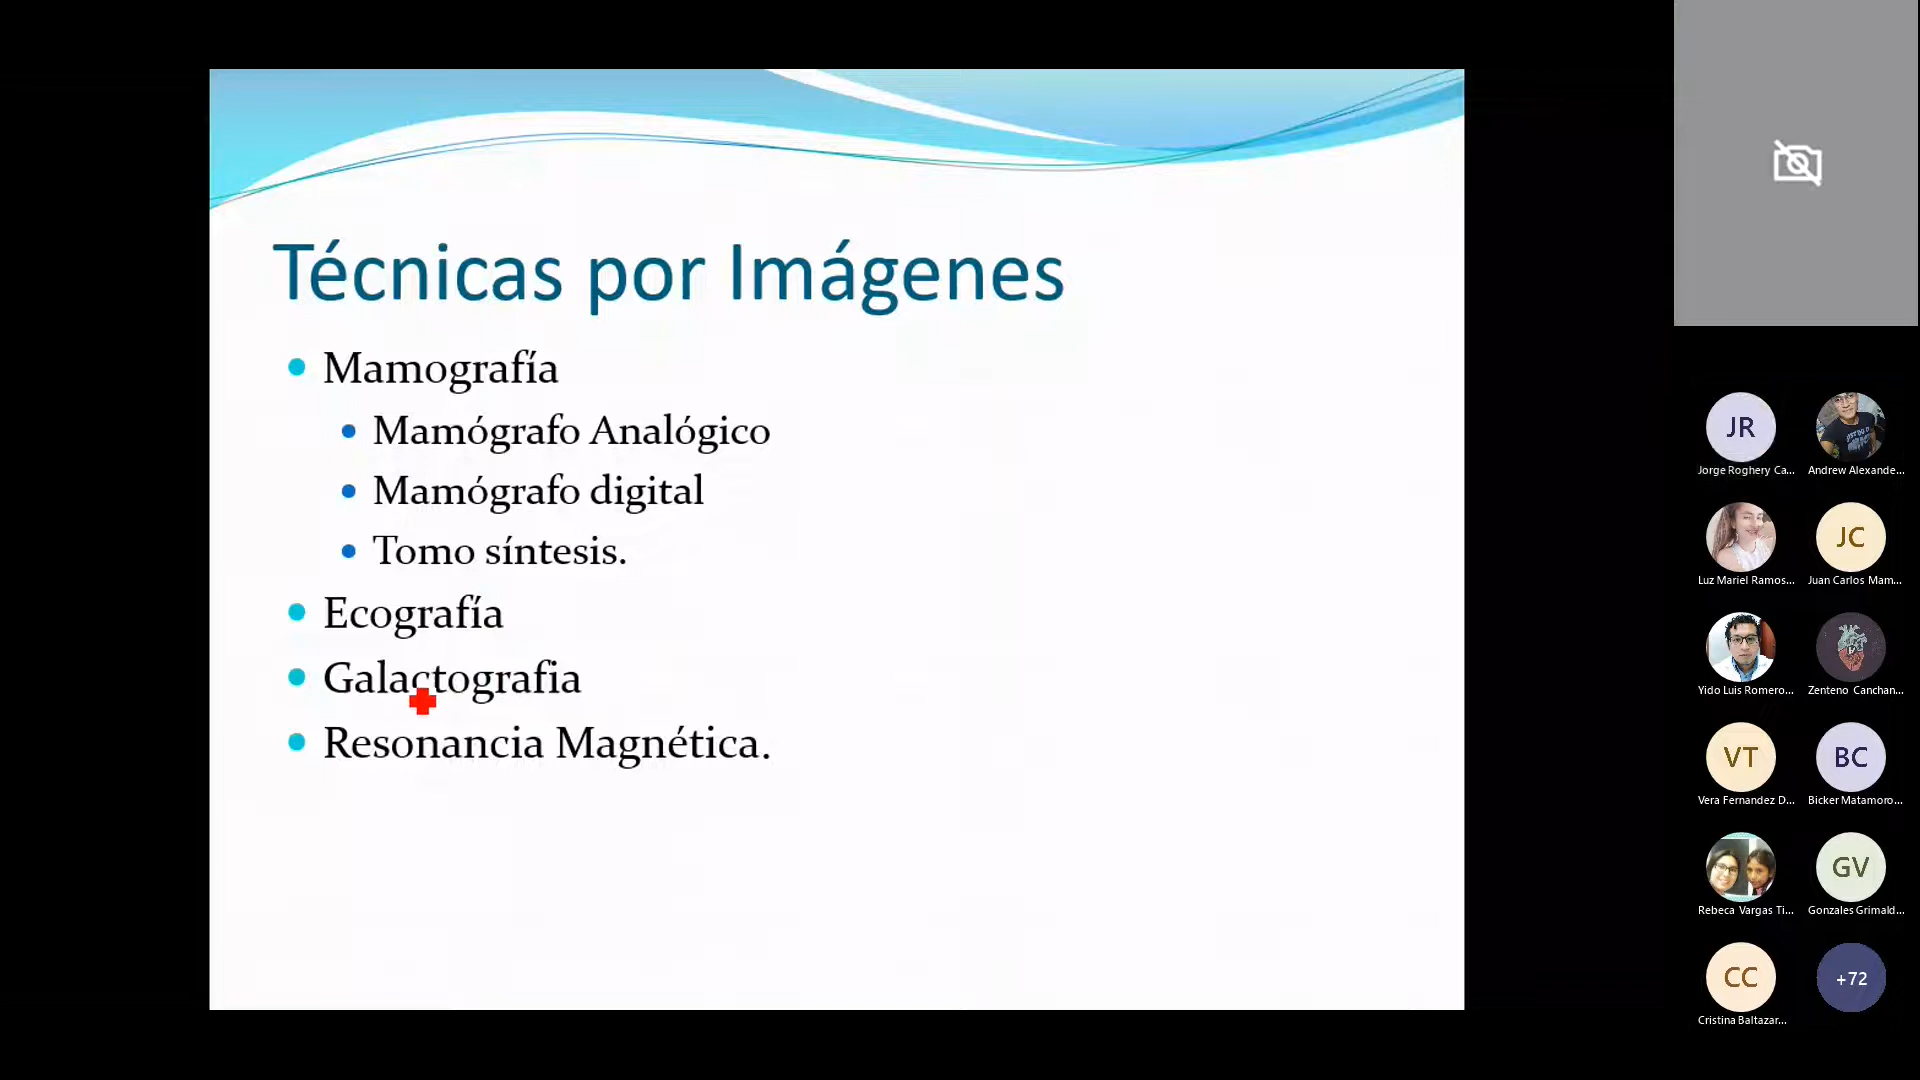 Técnicas por Imágenes
Mamografía
Mamógrafo Analógico
Mamógrafo digital
Tomo síntesis.
Ecografía
Galactografia
Resonancia Magnética.
JR
Jorge Roghery Ca...
Andrew Alexande...
Luz Mariel Ramos...
JC
Juan Carlos Mam...
Yido Luis Romero...
Zenteno Canchan...
VT
Vera Fernandez D...
BC
Bicker Matamoro...
Rebeca Vargas Ti...
GV
Gonzales Grimald...
CC
Cristina Baltazar...
+72